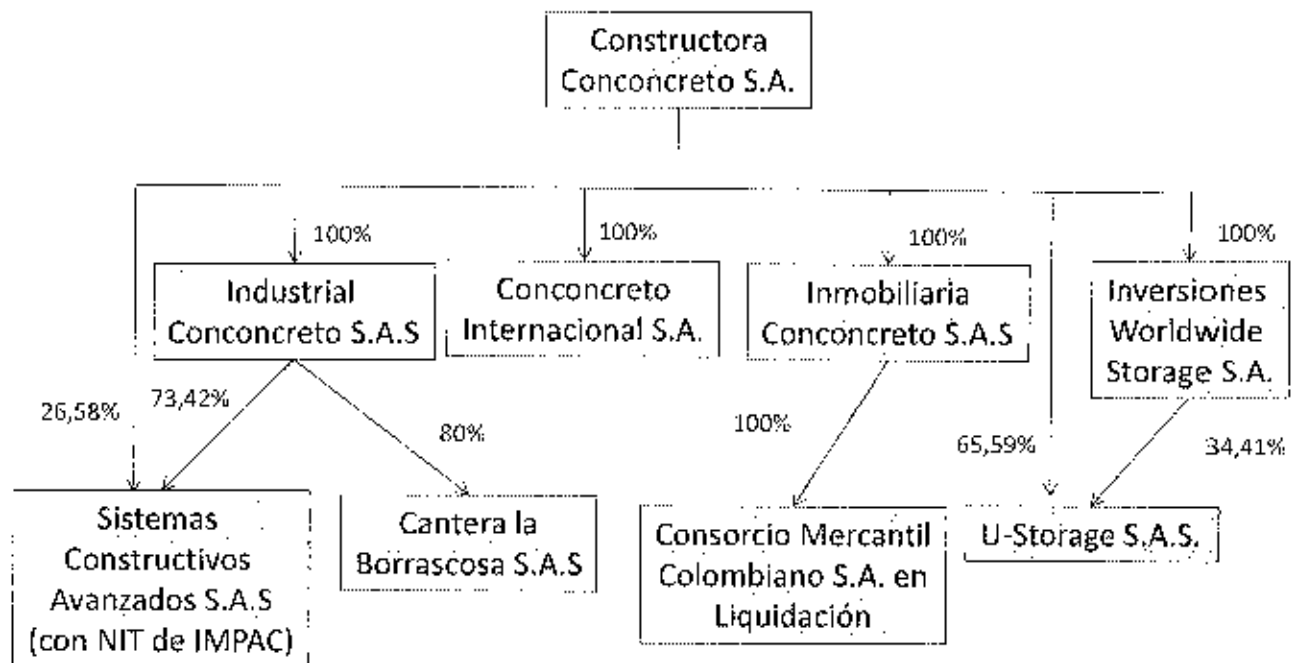 Constructora
Conconcreto S.A.
100%
100%
100%
100%
Industrial
Conconcreto S.A.S
Conconcreto
Internacional S.A.
Inmobiliaria
Conconcreto S.A.S
Inversiones
Worldwide
Storage S.A.
26,58%
73,42%
80%
100%
65,59%
34,41%
Sistemas
Constructivos
Avanzados S.A.S
(con NIT de IMPAC)
Cantera la
Borrascosa S.A.S
Consorcio Mercantil
Colombiano S.A. en
Liquidación
U-Storage S.A.S.